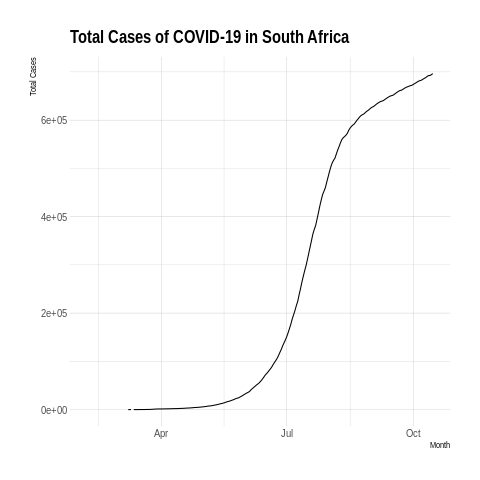 Total Cases of COVID-19 in South Africa
Total Cases
6e+05
4e+05
2e+05
0e+00
Apr Jul Oct
Month